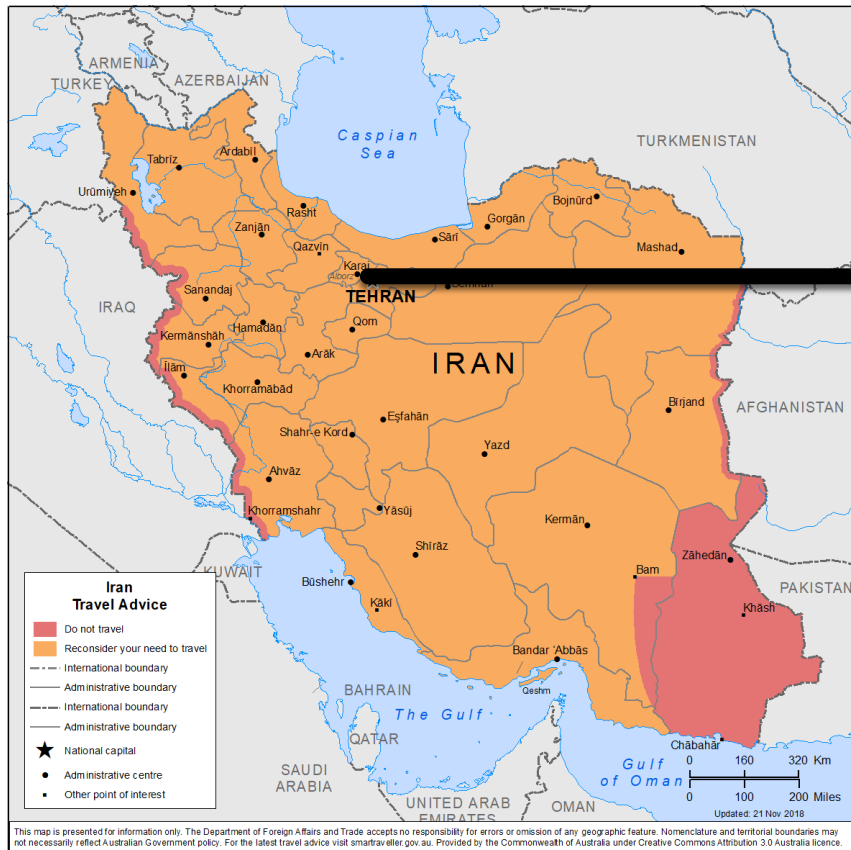 ARMENIA
TURKEY
AZERBAIJAN
Caspian
Sea
TURKMENISTAN
Ardabīl
Tabrīz
Urūmīyeh
Rasht
Bojnūrd
Gorgān
Zanjān
Sārī
Mashad
Qazvīn
Karaj
Alborz
TEHRAN
Sanandaj
IRAQ
Hamadān
Qom
Kermānshāh
Arāk
IRAN
Īlām
Khorramābād
Bīrjand
AFGHANISTAN
Eşfahān
Shahr-e Kord
Yazd
Ahvāz
Khorramshahr
Yāsūj
Kermān
Shīrāz
Zāhedān
KUWAIT
Būshehr
Bam
PAKISTAN
Kākī
Khāsh
Bandar ‘Abbās
Qeshm
BAHRAIN
The Gulf
QATAR
Chābahār
SAUDI
ARABIA
Gulf
of Oman
UNITED ARAB
EMIRATES
OMAN
Iran
Travel Advice
Do not travel
Reconsider your need to travel
International boundary
Administrative boundary
International boundary
Administrative boundary
National capital
Administrative centre
Other point of interest
0 160 320 Km
0 100 200 Miles
Updated: 21 Nov 2018
This map is presented for information only. The Department of Foreign Affairs and Trade accepts no responsibility for errors or omission of any geographic feature. Nomenclature and territorial boundaries may
not necessarily reflect Australian Government policy. For the latest travel advice visit smartraveller.gov.au. Provided by the Commonwealth of Australia under Creative Commons Attribution 3.0 Australia licence.